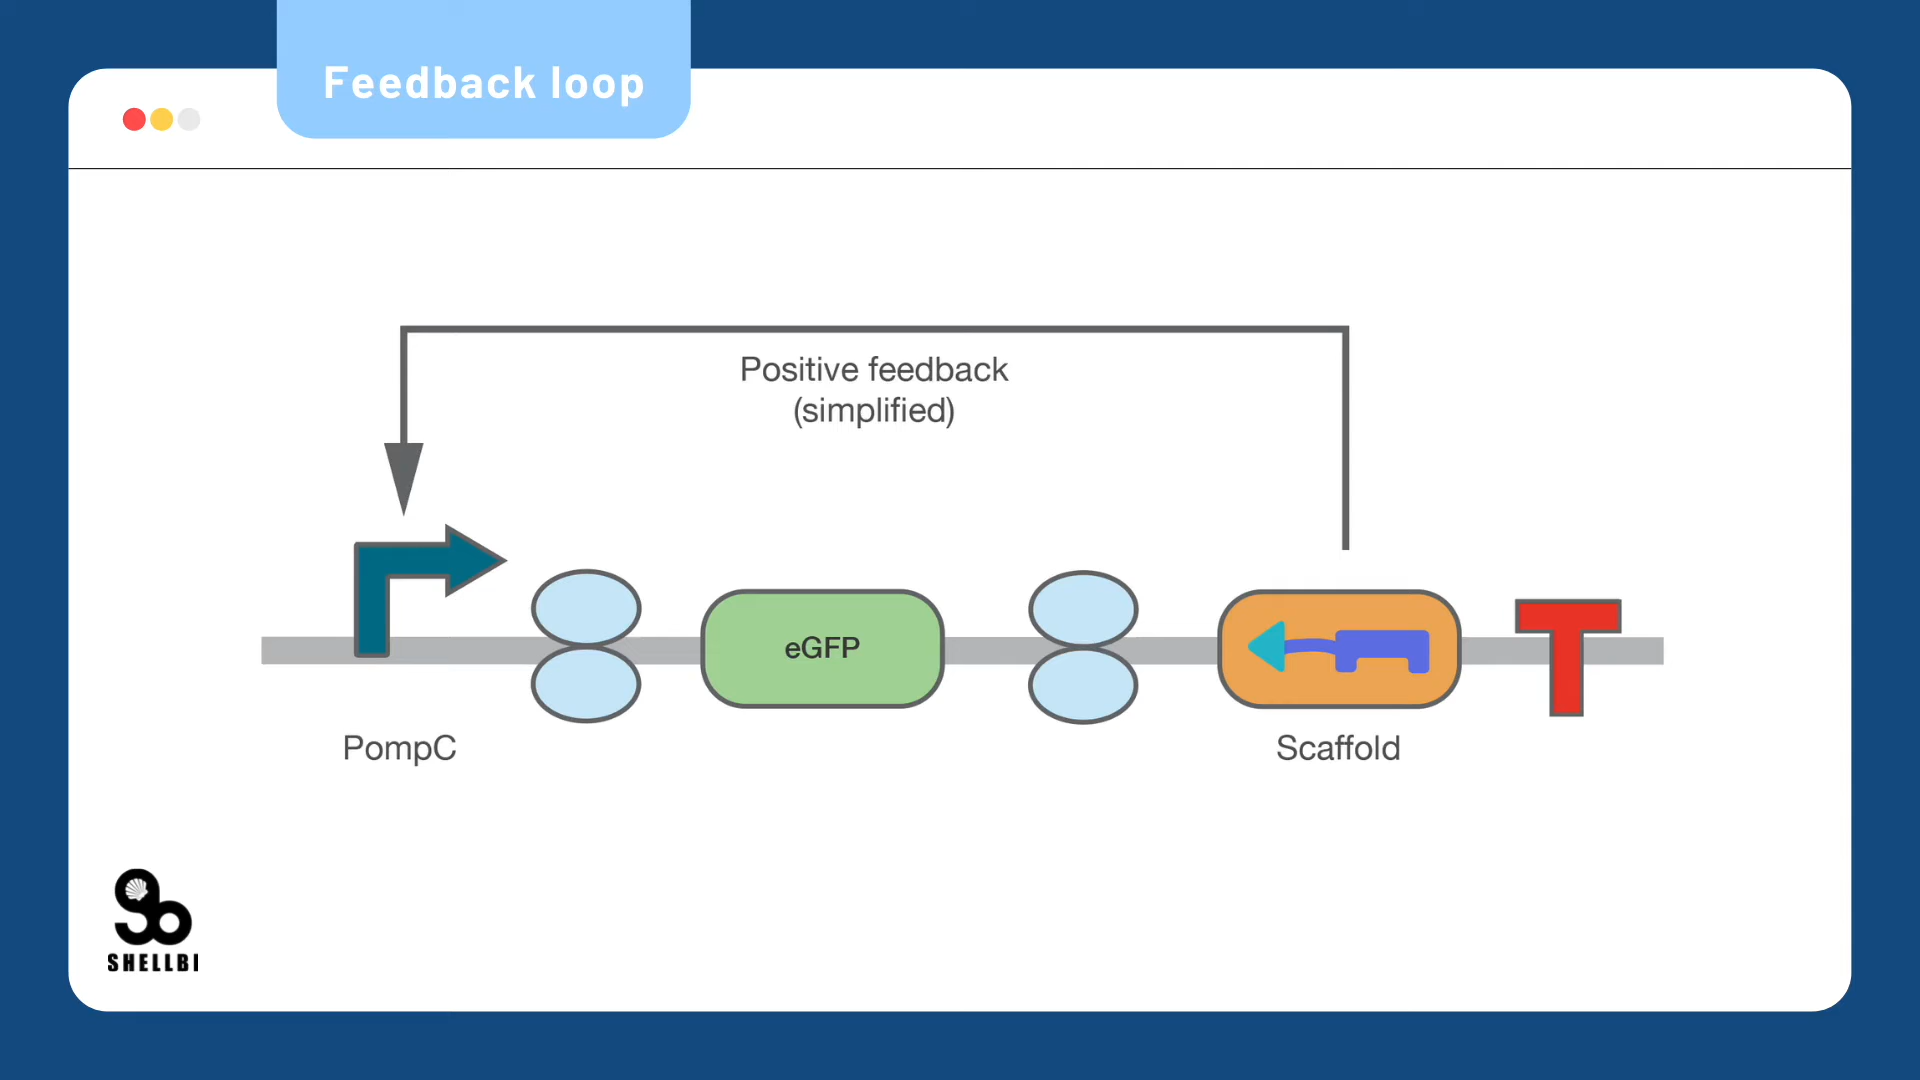 Feedback loop
Positive feedback
(simplified)
eGFP
PompC
Scaffold
SHELLBI